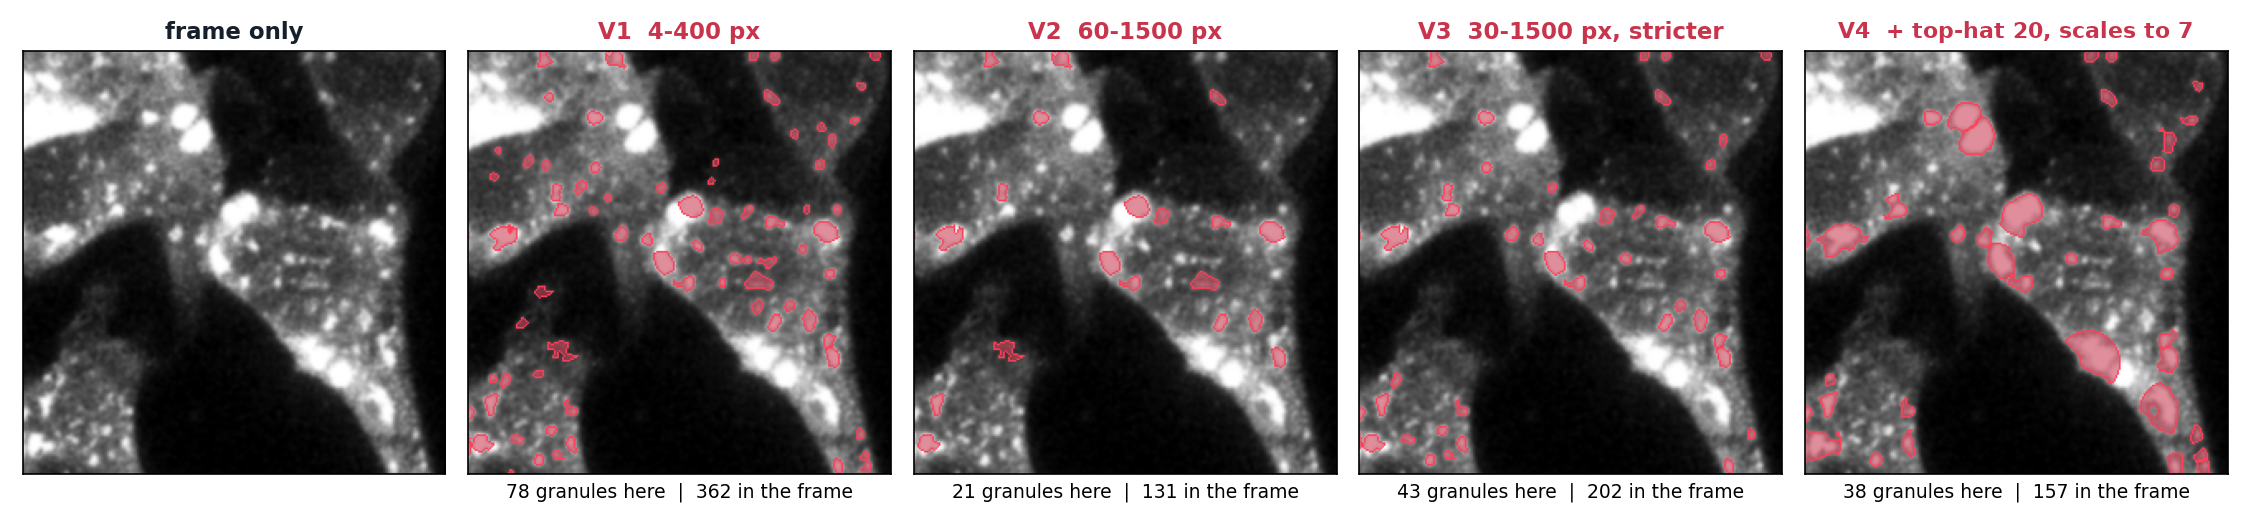 frame only
V1 4-400 px
V2 60-1500 px
V3 30-1500 px, stricter
V4 + top-hat 20, scales to 7
78 granules here | 362 in the frame
21 granules here | 131 in the frame
43 granules here | 202 in the frame
38 granules here | 157 in the frame